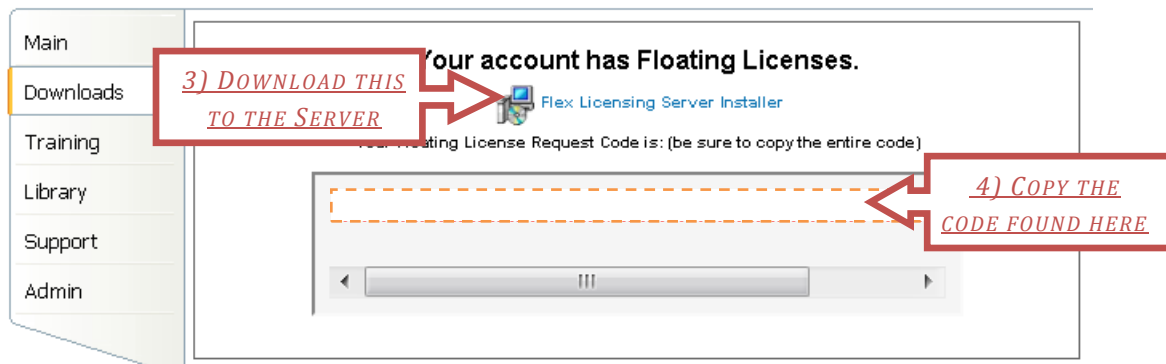 Main
Downloads
Training
Library
Support
Admin
Your account has Floating Licenses.
3) DOWNLOAD THIS
TO THE SERVER
Flex Licensing Server Installer
Your Floating License Request Code is: (be sure to copy the entire code)
4) COPY THE
CODE FOUND HERE